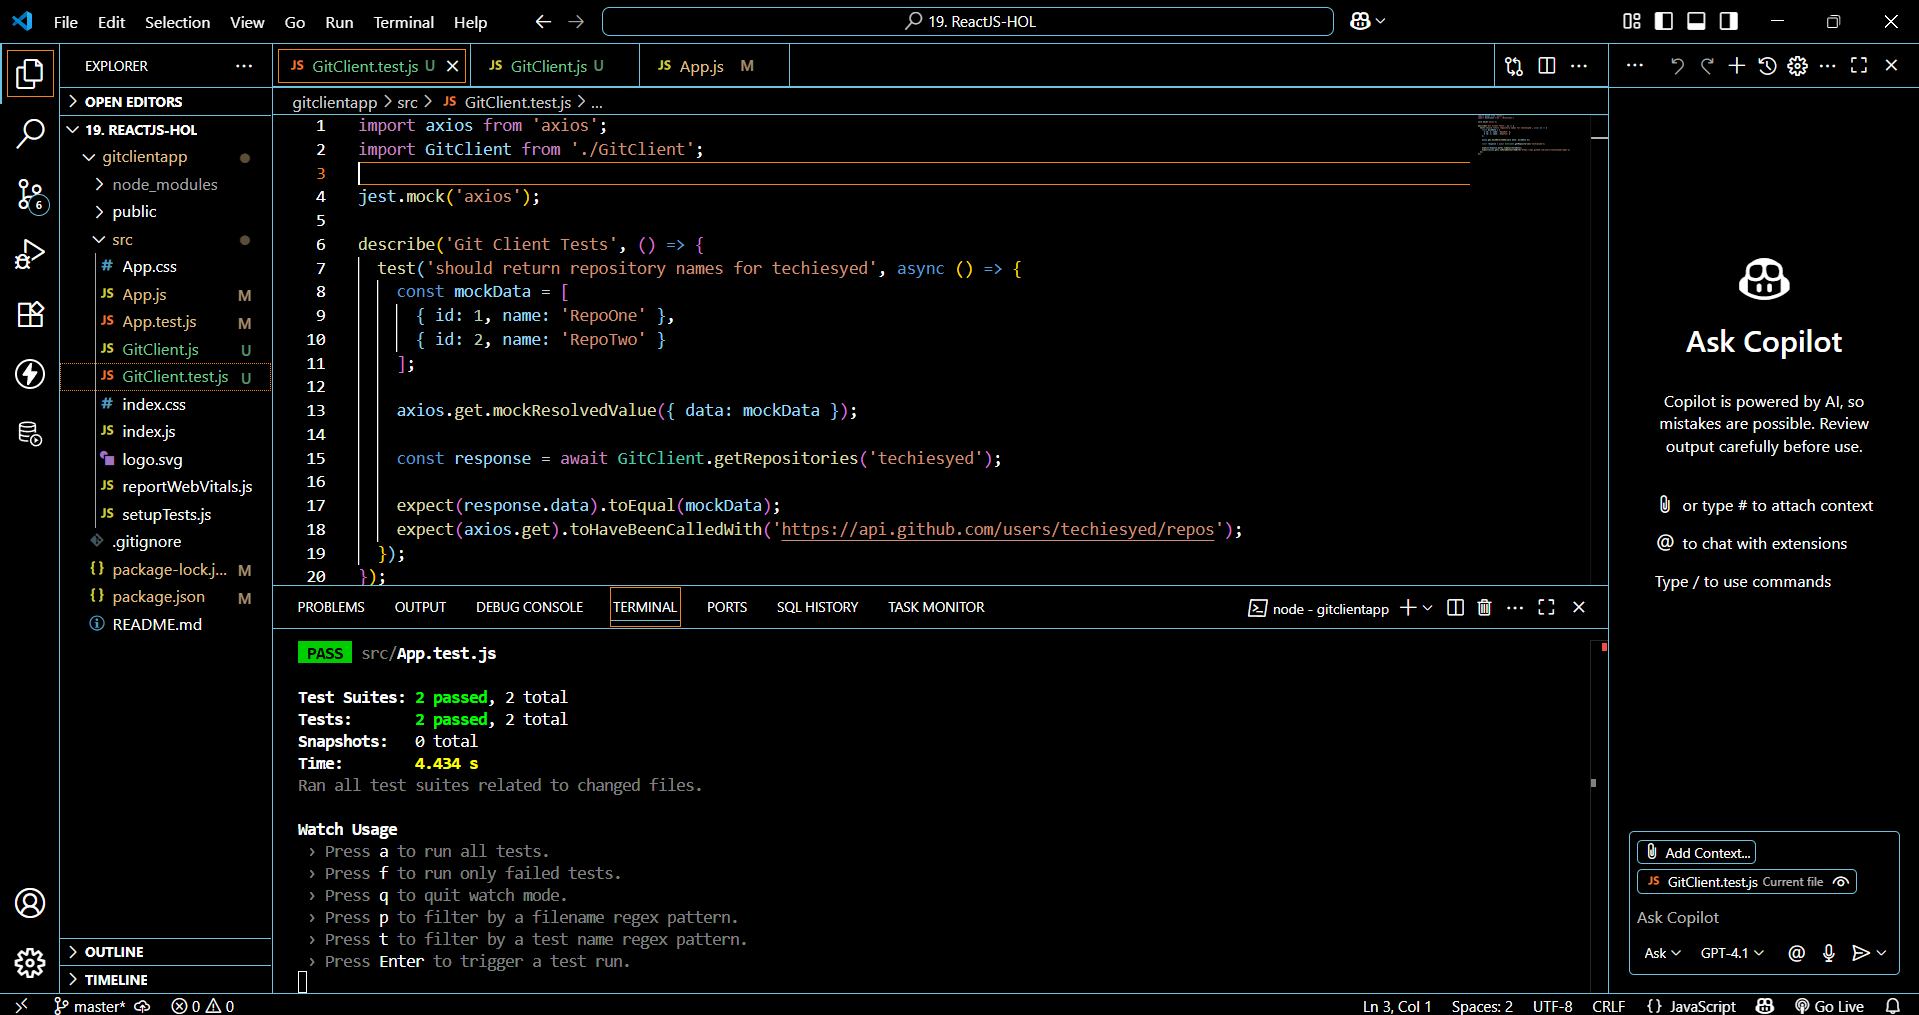 File Edit Selection View Go Run Terminal Help
19. ReactJS-HOL
EXPLORER
OPEN EDITORS
19. REACTJS-HOL
gitclientapp
node_modules
public
src
# App.css
JS App.js M
JS App.test.js M
JS GitClient.js U
JS GitClient.test.js U
# index.css
JS index.js
logo.svg
JS reportWebVitals.js
JS setupTests.js
.gitignore
{} package-lock.j... M
{} package.json M
README.md
OUTLINE
TIMELINE
6
JS GitClient.test.js U
JS GitClient.js U
JS App.js M
gitclientapp > src > JS GitClient.test.js > ...
1 import axios from 'axios';
2 import GitClient from './GitClient';
3
4 jest.mock('axios');
5
6 describe('Git Client Tests', () => {
7 test('should return repository names for techiesyed', async () => {
8 const mockData = [
9 { id: 1, name: 'RepoOne' },
10 { id: 2, name: 'RepoTwo' }
11 ];
12
13 axios.get.mockResolvedValue({ data: mockData });
14
15 const response = await GitClient.getRepositories('techiesyed');
16
17 expect(response.data).toEqual(mockData);
18 expect(axios.get).toHaveBeenCalledWith('https://api.github.com/users/techiesyed/repos');
19 });
20 });
PROBLEMS OUTPUT DEBUG CONSOLE TERMINAL PORTS SQL HISTORY TASK MONITOR
node - gitclientapp
PASS src/App.test.js
Test Suites: 2 passed, 2 total
Tests: 2 passed, 2 total
Snapshots: 0 total
Time: 4.434 s
Ran all test suites related to changed files.
Watch Usage
› Press a to run all tests.
› Press f to run only failed tests.
› Press q to quit watch mode.
› Press p to filter by a filename regex pattern.
› Press t to filter by a test name regex pattern.
› Press Enter to trigger a test run.
Ask Copilot
Copilot is powered by AI, so
mistakes are possible. Review
output carefully before use.
or type # to attach context
@ to chat with extensions
Type / to use commands
Add Context...
JS GitClient.test.js Current file
Ask Copilot
Ask GPT-4.1 @
master* 0 0
Ln 3, Col 1 Spaces: 2 UTF-8 CRLF {} JavaScript Go Live